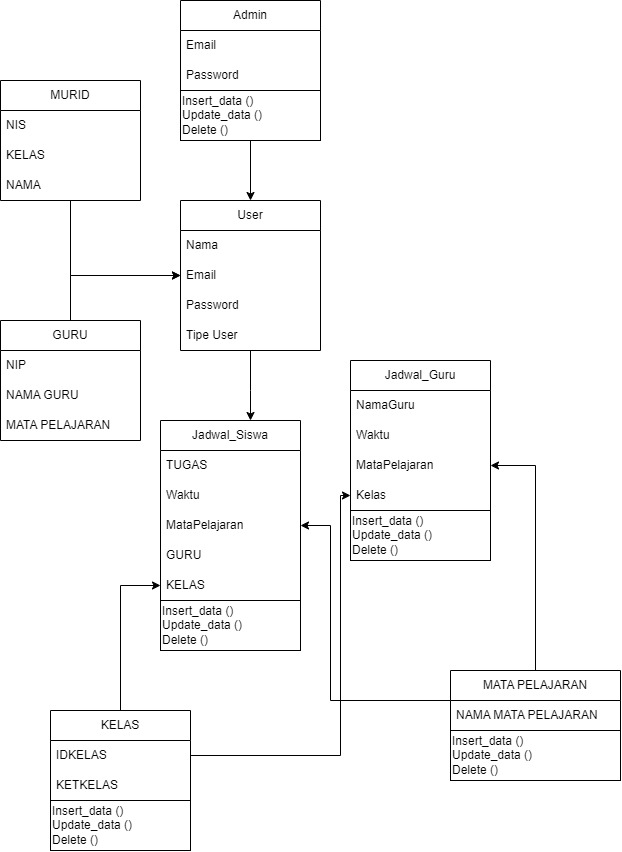 Admin
Email
Password
Insert_data ()
Update_data ()
Delete ()
MURID
NIS
KELAS
NAMA
User
Nama
Email
Password
Tipe User
GURU
NIP
NAMA GURU
MATA PELAJARAN
Jadwal_Guru
NamaGuru
Waktu
MataPelajaran
Kelas
Insert_data ()
Update_data ()
Delete ()
Jadwal_Siswa
TUGAS
Waktu
MataPelajaran
GURU
KELAS
Insert_data ()
Update_data ()
Delete ()
MATA PELAJARAN
NAMA MATA PELAJARAN
Insert_data ()
Update_data ()
Delete ()
KELAS
IDKELAS
KETKELAS
Insert_data ()
Update_data ()
Delete ()